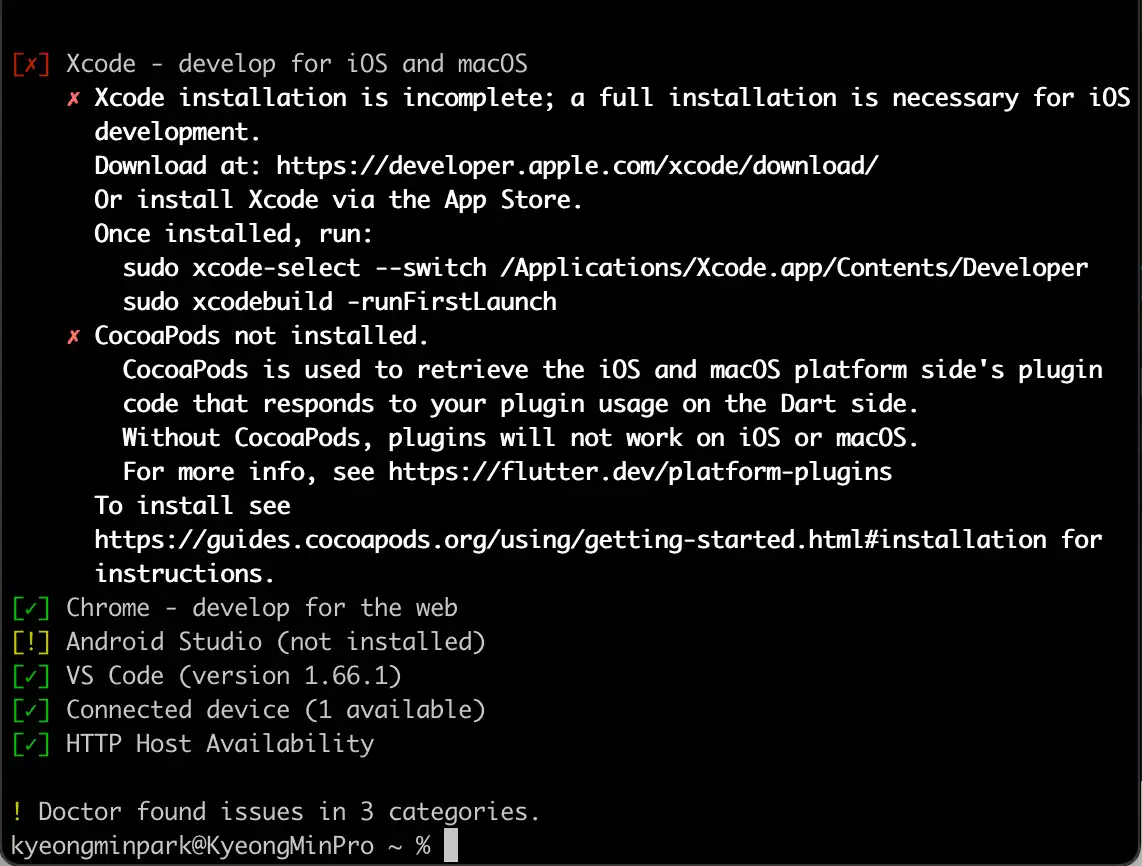 [✗] Xcode - develop for iOS and macOS
✗ Xcode installation is incomplete; a full installation is necessary for iOS
development.
Download at: https://developer.apple.com/xcode/download/
Or install Xcode via the App Store.
Once installed, run:
sudo xcode-select --switch /Applications/Xcode.app/Contents/Developer
sudo xcodebuild -runFirstLaunch
✗ CocoaPods not installed.
CocoaPods is used to retrieve the iOS and macOS platform side's plugin
code that responds to your plugin usage on the Dart side.
Without CocoaPods, plugins will not work on iOS or macOS.
For more info, see https://flutter.dev/platform-plugins
To install see
https://guides.cocoapods.org/using/getting-started.html#installation for
instructions.
[✓] Chrome - develop for the web
[!] Android Studio (not installed)
[✓] VS Code (version 1.66.1)
[✓] Connected device (1 available)
[✓] HTTP Host Availability
! Doctor found issues in 3 categories.
kyeongminpark@KyeongMinPro ~ %